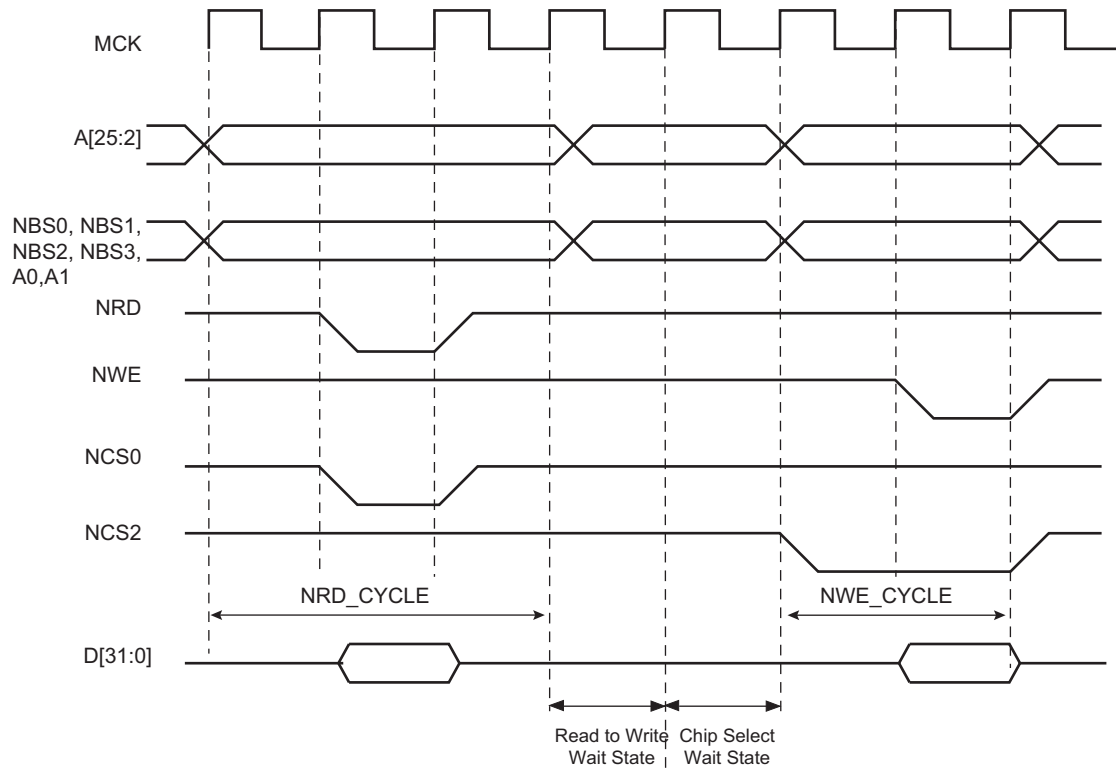 MCK
A[25:2]
NBS0, NBS1,
NBS2, NBS3,
A0,A1
NRD
NWE
NCS0
NCS2
NRD_CYCLE
NWE_CYCLE
D[31:0]
Read to Write
Wait State
Chip Select
Wait State